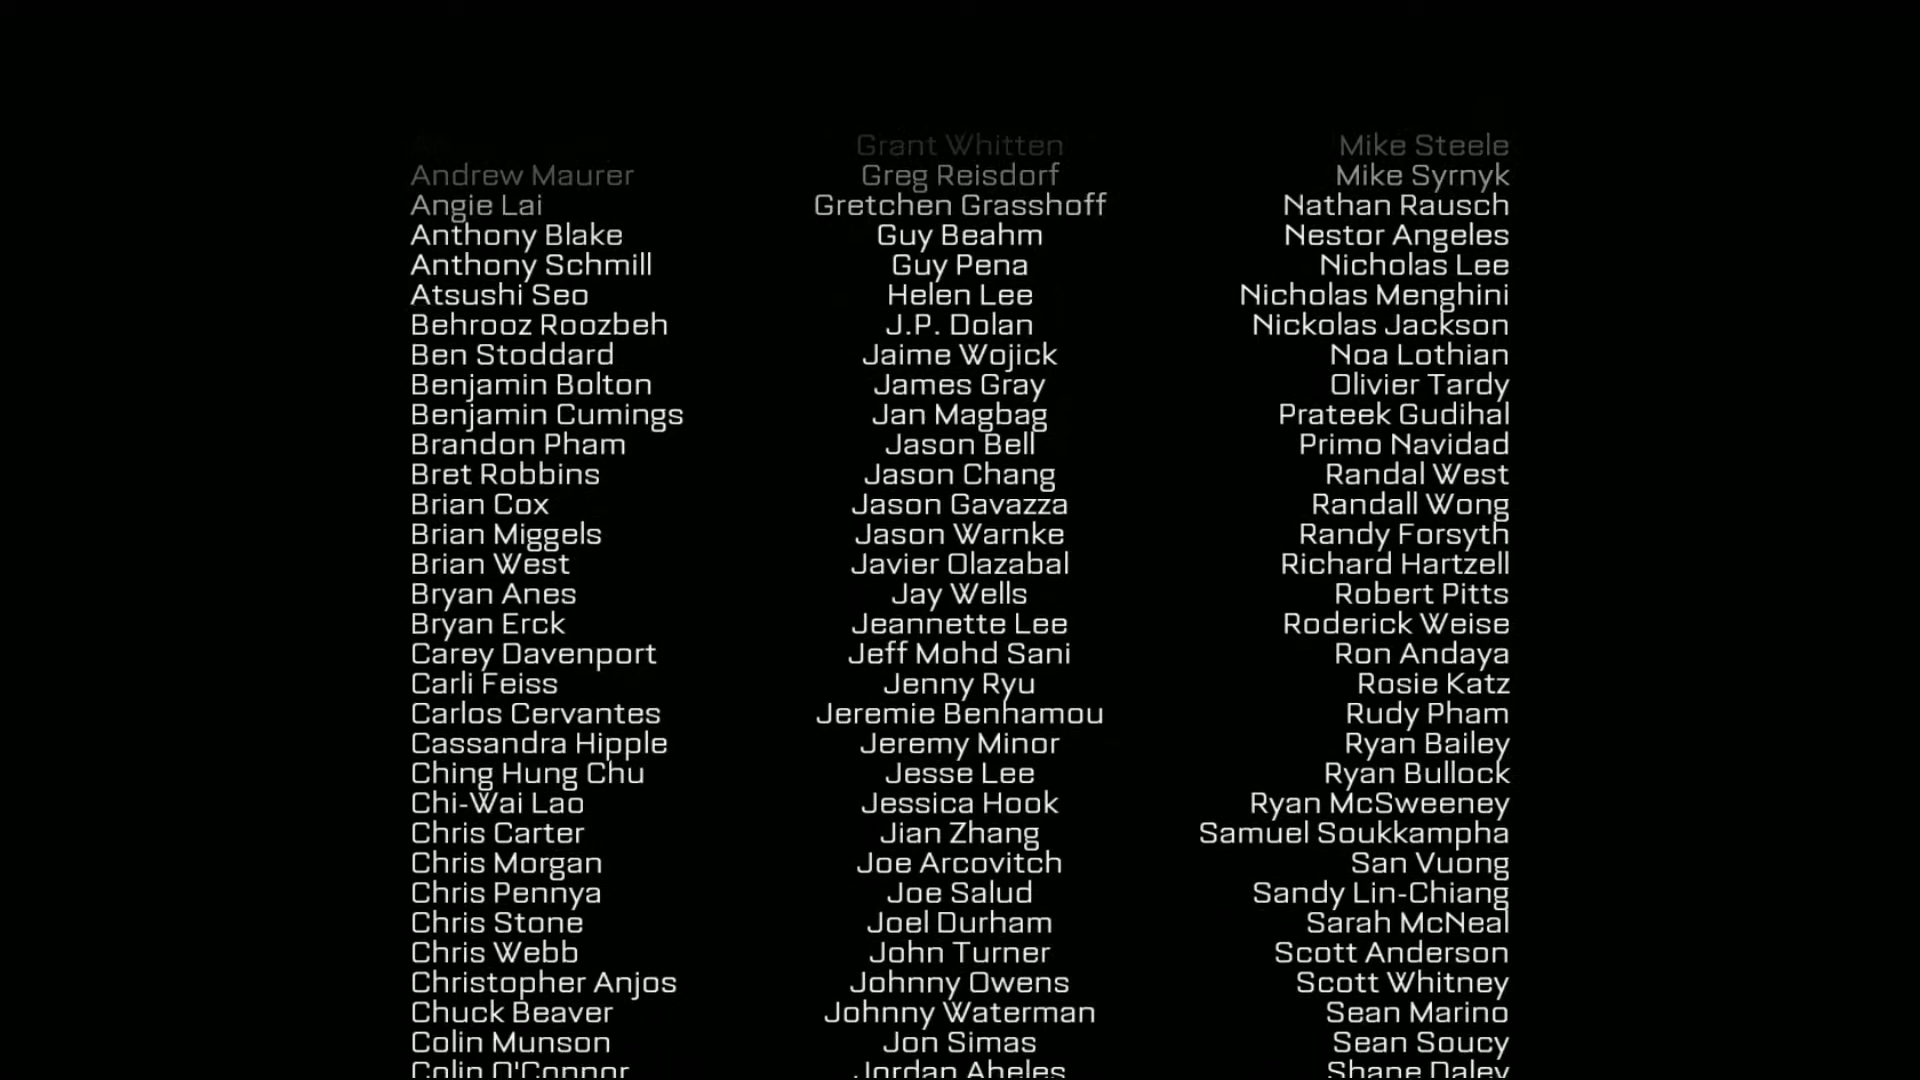 Grant Whitten Mike Steele
Andrew Maurer Greg Reisdorf Mike Syrnyk
Angie Lai Gretchen Grasshoff Nathan Rausch
Anthony Blake Guy Beahm Nestor Angeles
Anthony Schmill Guy Pena Nicholas Lee
Atsushi Seo Helen Lee Nicholas Menghini
Behrooz Roozbeh J.P. Dolan Nickolas Jackson
Ben Stoddard Jaime Wojick Noa Lothian
Benjamin Bolton James Gray Olivier Tardy
Benjamin Cumings Jan Magbag Prateek Gudihal
Brandon Pham Jason Bell Primo Navidad
Bret Robbins Jason Chang Randal West
Brian Cox Jason Gavazza Randall Wong
Brian Miggels Jason Warnke Randy Forsyth
Brian West Javier Olazabal Richard Hartzell
Bryan Anes Jay Wells Robert Pitts
Bryan Erck Jeannette Lee Roderick Weise
Carey Davenport Jeff Mohd Sani Ron Andaya
Carli Feiss Jenny Ryu Rosie Katz
Carlos Cervantes Jeremie Benhamou Rudy Pham
Cassandra Hipple Jeremy Minor Ryan Bailey
Ching Hung Chu Jesse Lee Ryan Bullock
Chi-Wai Lao Jessica Hook Ryan McSweeney
Chris Carter Jian Zhang Samuel Soukkampha
Chris Morgan Joe Arcovitch San Vuong
Chris Pennya Joe Salud Sandy Lin-Chiang
Chris Stone Joel Durham Sarah McNeal
Chris Webb John Turner Scott Anderson
Christopher Anjos Johnny Owens Scott Whitney
Chuck Beaver Johnny Waterman Sean Marino
Colin Munson Jon Simas Sean Soucy
Colin O'Connor Jordan Aheles Shane Daley